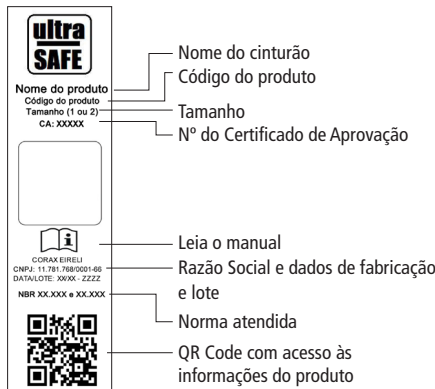 ultra
SAFE
Nome do produto
Código do produto
Tamanho (1 ou 2)
CA: XXXXX
CORAX EIRELI
CNPJ: 11.781.768/0001-66
DATA/LOTE: XX/XX - ZZZZ
NBR XX.XXX e XX.XXX
Nome do cinturão
Código do produto
Tamanho
Nº do Certificado de Aprovação
Leia o manual
Razão Social e dados de fabricação
e lote
Norma atendida
QR Code com acesso às
informações do produto